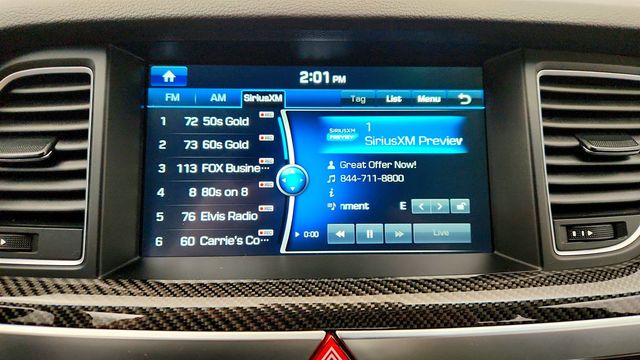 2:01 PM
FM AM SiriusXM Tag List Menu
1 72 50s Gold
2 73 60s Gold
3 113 FOX Busine···
4 8 80s on 8
5 76 Elvis Radio
6 60 Carrie's Co···
SIRIUSXM
PREVIEW
1
SiriusXM Preview
Great Offer Now!
844-711-8800
nment E
0:00 Live